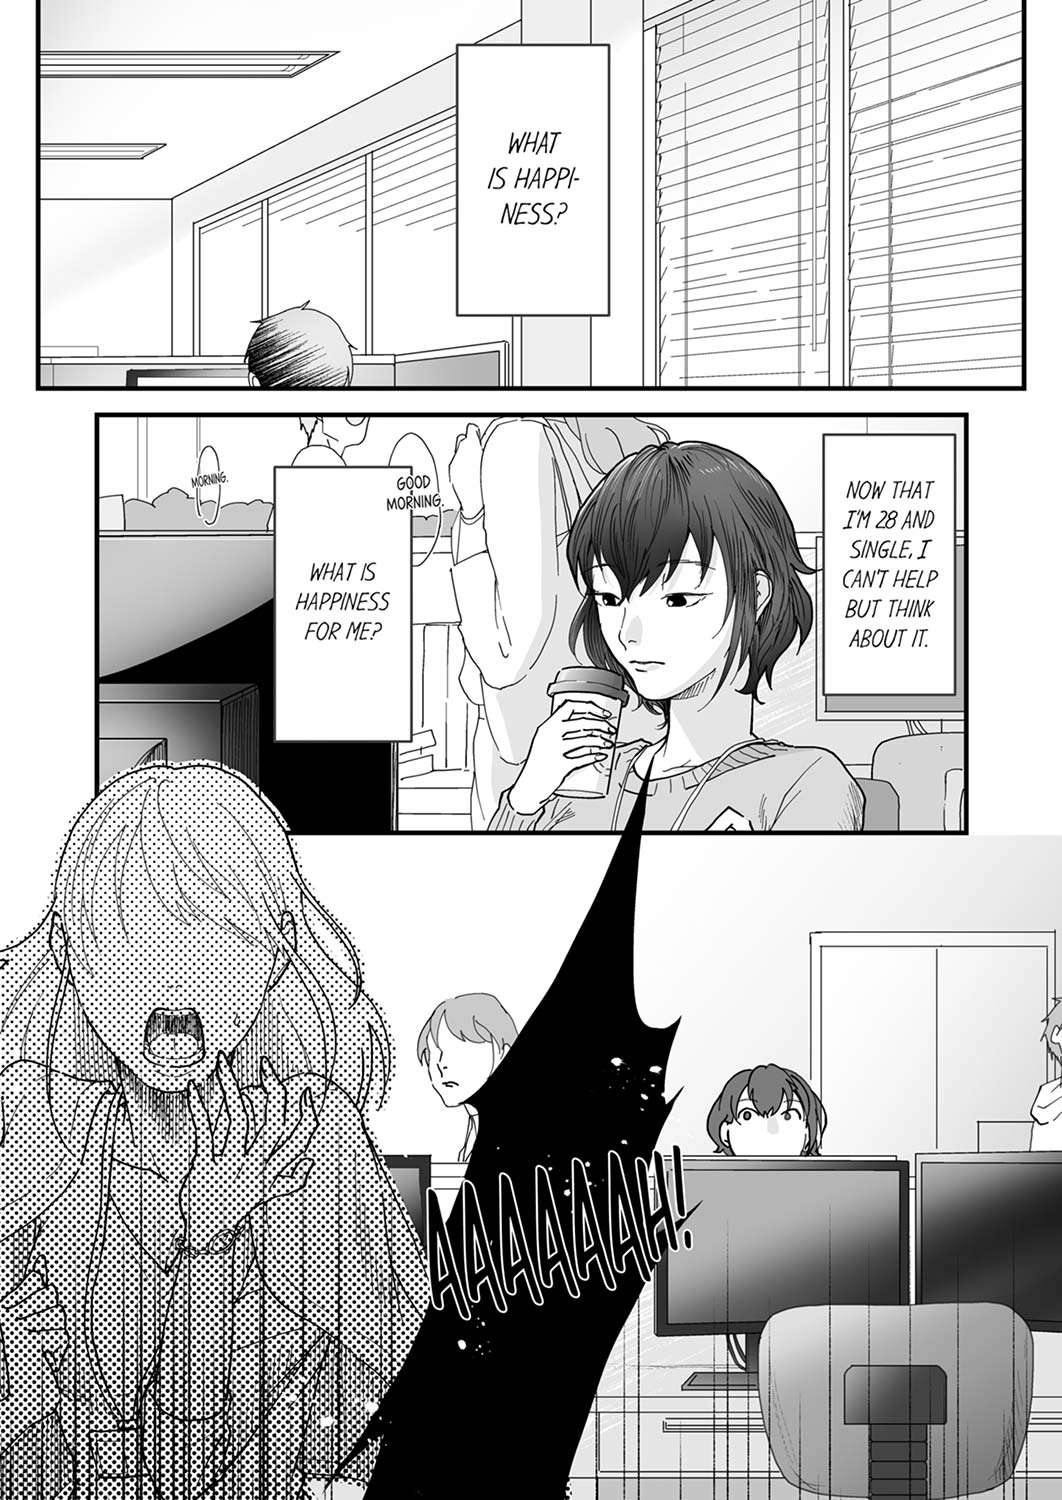 WHAT
IS HAPPI-
NESS?
NOW THAT
I'M 28 AND
SINGLE, I
CAN'T HELP
BUT THINK
ABOUT IT.
GOOD
MORNING.
MORNING.
WHAT IS
HAPPINESS
FOR ME?
AAAAAAAH!